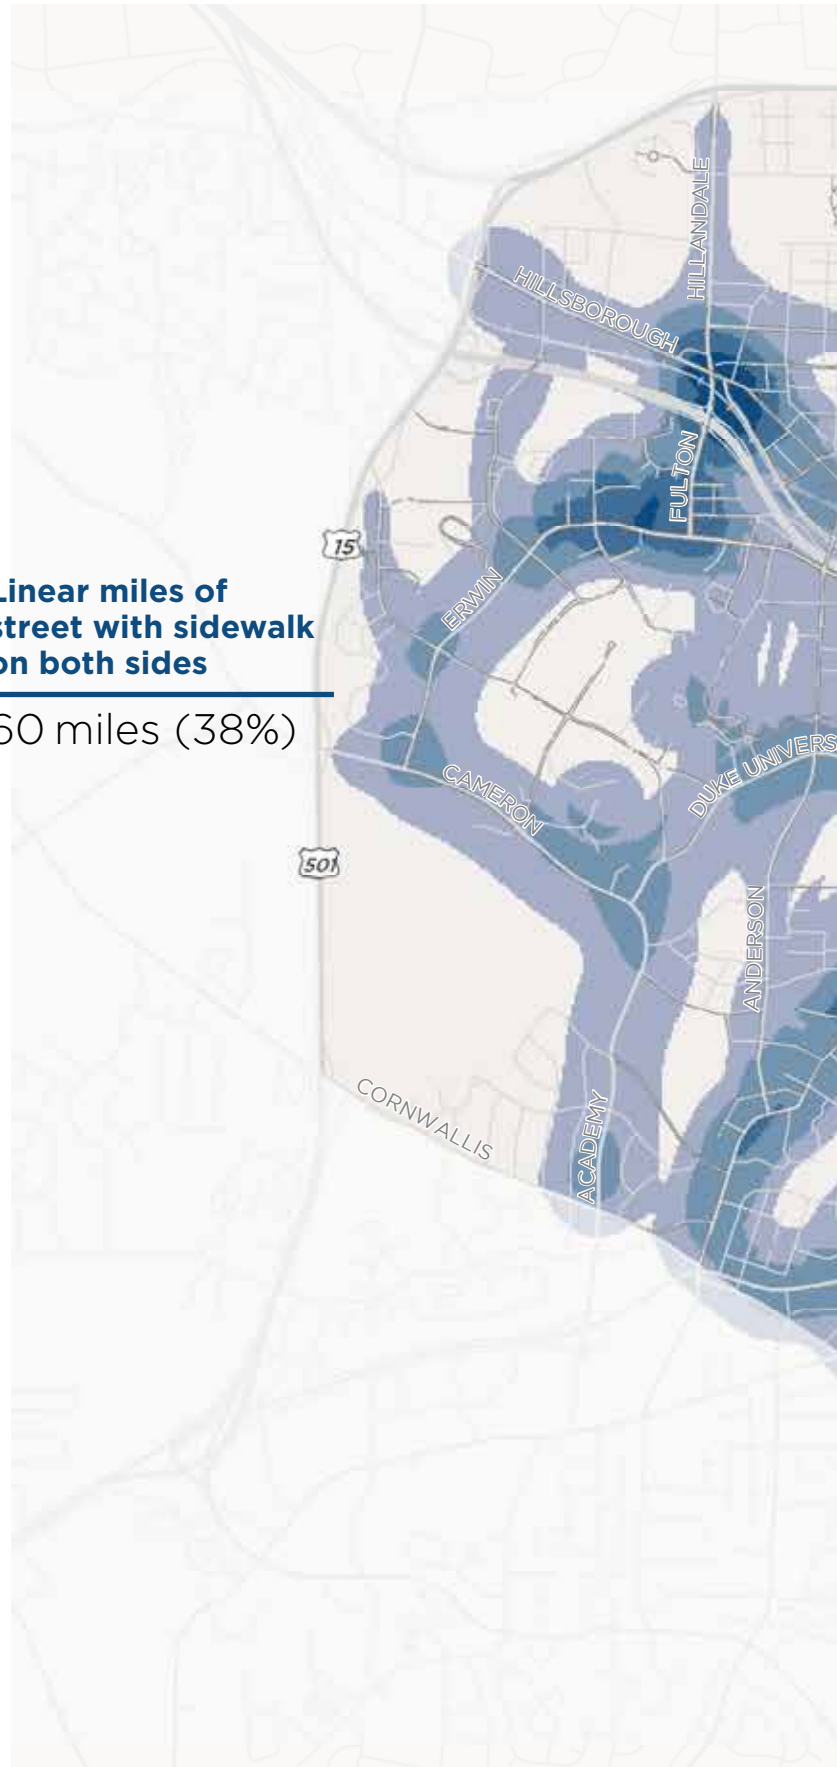 HILLANDALE
HILLSBOROUGH
FULTON
15
Linear miles of
street with sidewalk
on both sides
ERWIN
60 miles (38%)
DUKE UNIVERS
CAMERON
501
ANDERSON
CORNWALLIS
ACADEMY